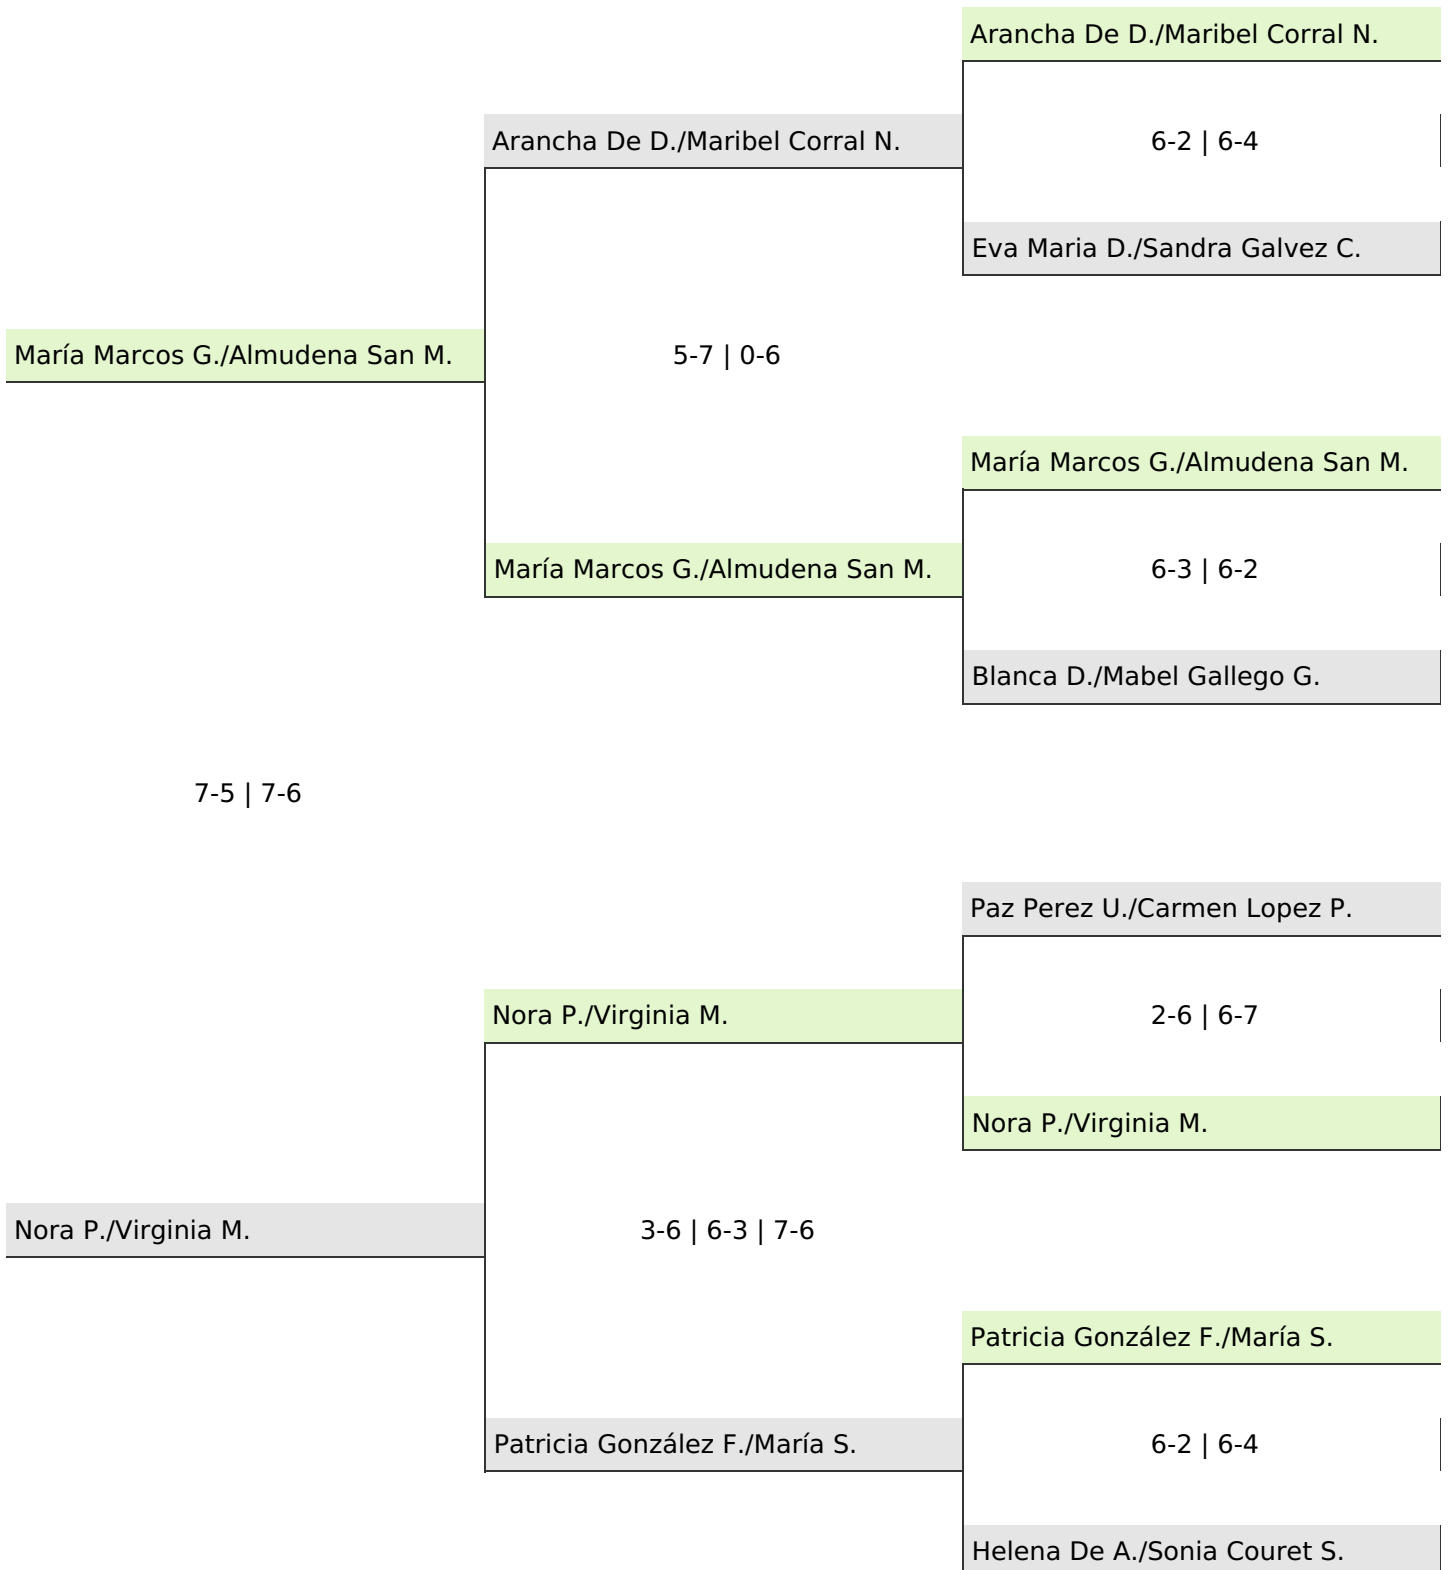 Arancha De D./Maribel Corral N.
Arancha De D./Maribel Corral N.
6-2 | 6-4
Eva Maria D./Sandra Galvez C.
María Marcos G./Almudena San M.
5-7 | 0-6
María Marcos G./Almudena San M.
María Marcos G./Almudena San M.
6-3 | 6-2
Blanca D./Mabel Gallego G.
7-5 | 7-6
Paz Perez U./Carmen Lopez P.
Nora P./Virginia M.
2-6 | 6-7
Nora P./Virginia M.
Nora P./Virginia M.
3-6 | 6-3 | 7-6
Patricia González F./María S.
Patricia González F./María S.
6-2 | 6-4
Helena De A./Sonia Couret S.